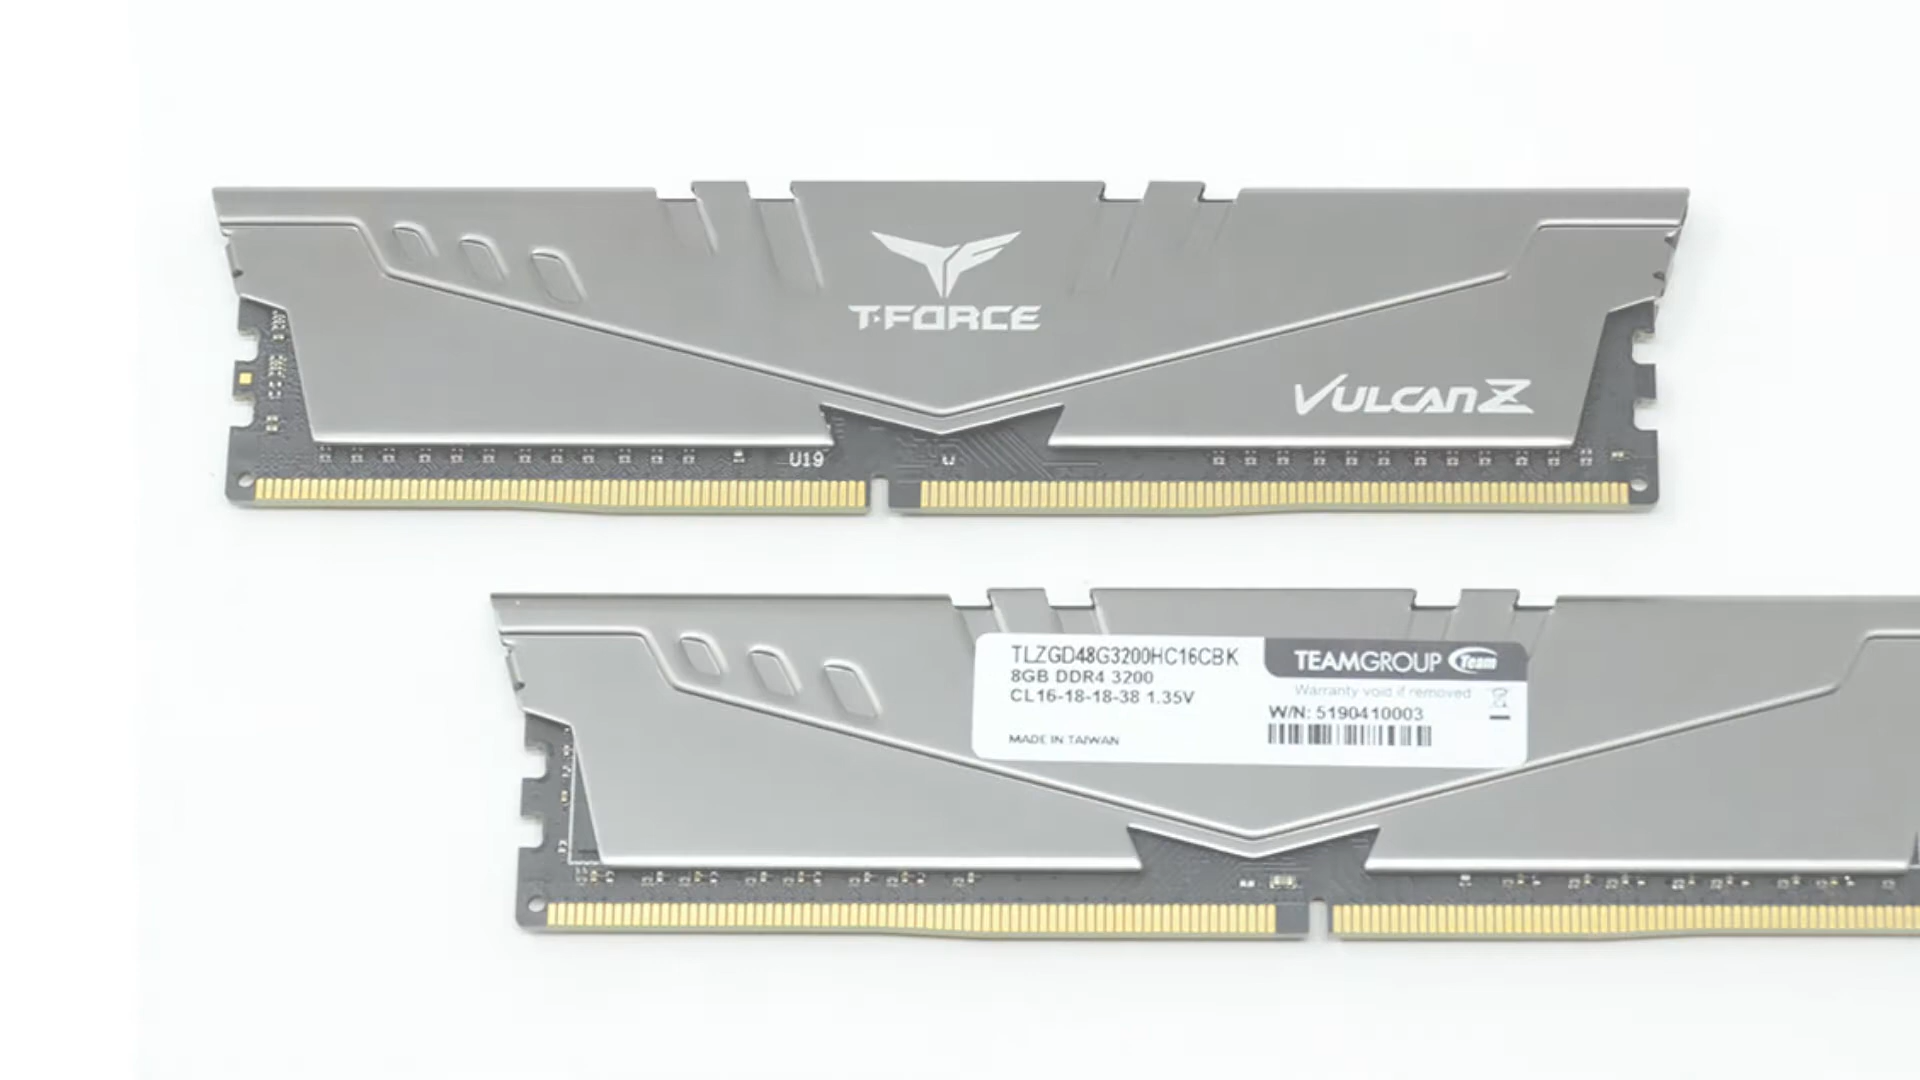 T-FORCE
VULCAN Z
U19
TLZGD48G3200HC16CBK
8GB DDR4 3200
CL16-18-18-38 1.35V
MADE IN TAIWAN
TEAMGROUP Team
Warranty void if removed
W/N: 5190410003